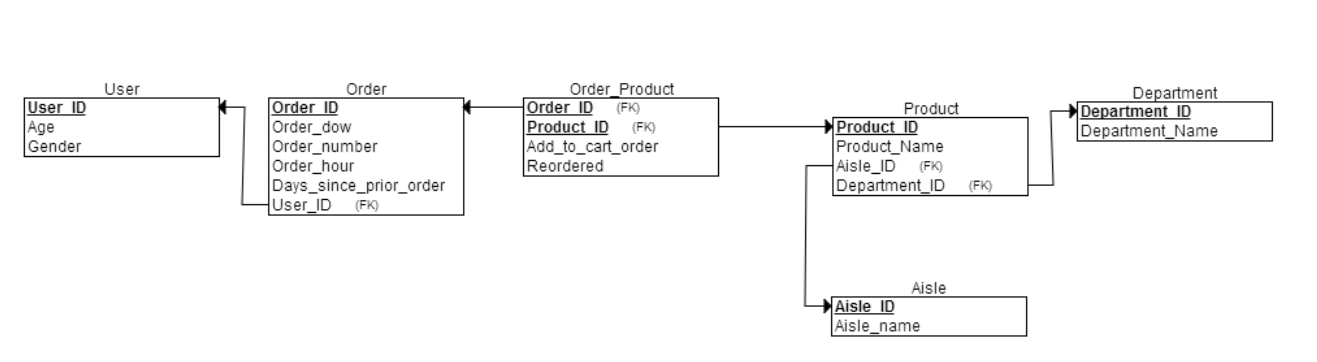 User
User_ID
Age
Gender
Order
Order_ID
Order_dow
Order_number
Order_hour
Days_since_prior_order
User_ID (FK)
Order_Product
Order_ID (FK)
Product_ID (FK)
Add_to_cart_order
Reordered
Product
Product_ID
Product_Name
Aisle_ID (FK)
Department_ID (FK)
Department
Department_ID
Department_Name
Aisle
Aisle_ID
Aisle_name